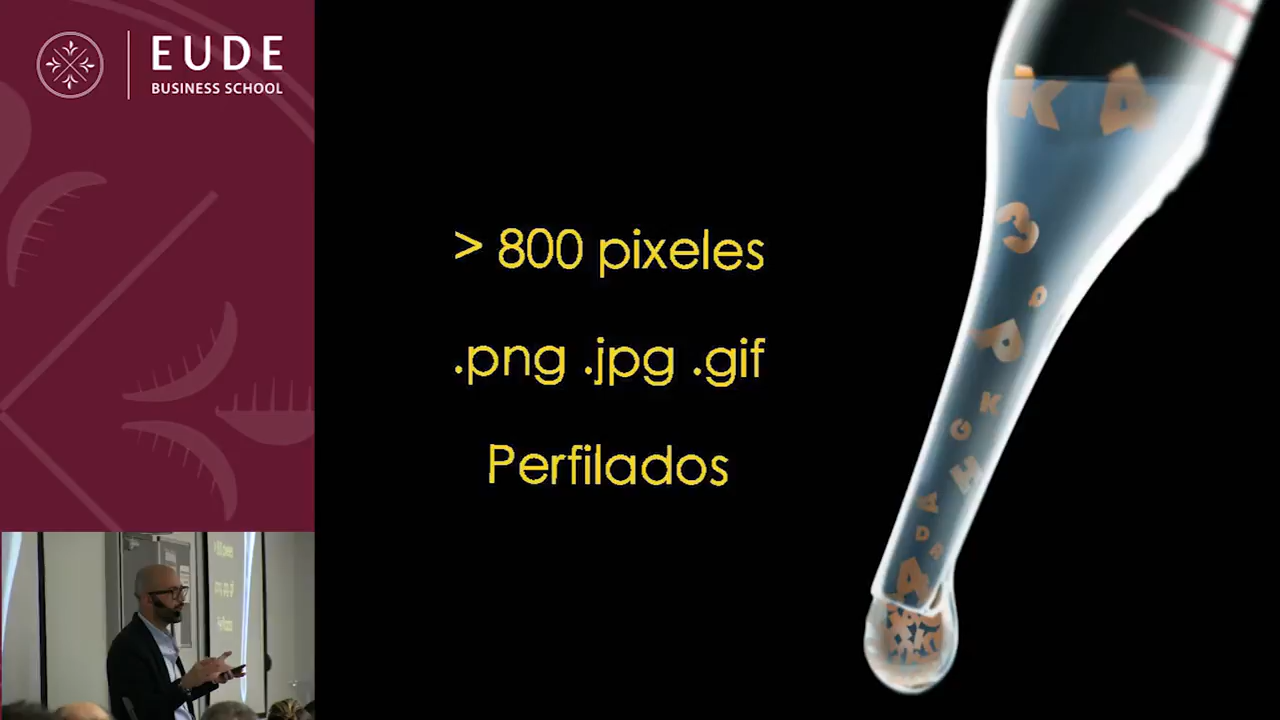 EUDE
BUSINESS SCHOOL
> 800 pixeles
.png .jpg .gif
Perfilados
K A
P
K
G
H
A
D
R
A